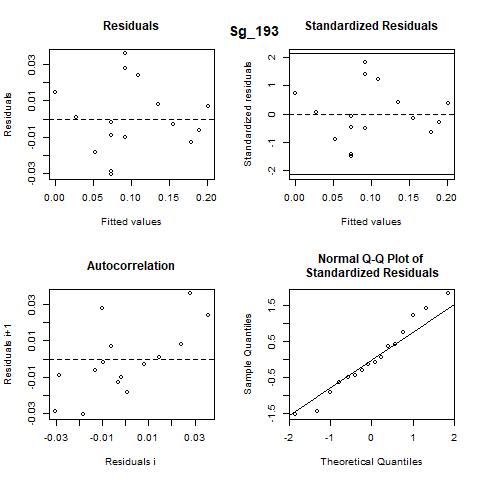 Sg_193
Residuals
Residuals
-0.03
-0.01
0.01
0.03
0.00
0.05
0.10
0.15
0.20
Fitted values
Standardized Residuals
Standardized residuals
-2
-1
0
1
2
0.00
0.05
0.10
0.15
0.20
Fitted values
Autocorrelation
Residuals i+1
-0.03
-0.01
0.01
0.03
-0.03
-0.01
0.01
0.03
Residuals i
Normal Q-Q Plot of
Standardized Residuals
Sample Quantiles
-1.5
-0.5
0.5
1.5
-2
-1
0
1
2
Theoretical Quantiles